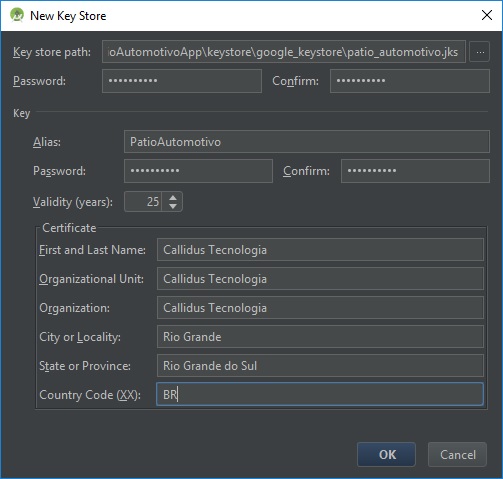 New Key Store
Key store path: oAutomotivoApp\keystore\google_keystore\patio_automotivo.jks ...
Password: •••••••••• Confirm: ••••••••••
Key
Alias: PatioAutomotivo
Password: •••••••••• Confirm: ••••••••••
Validity (years): 25
Certificate
First and Last Name: Callidus Tecnologia
Organizational Unit: Callidus Tecnologia
Organization: Callidus Tecnologia
City or Locality: Rio Grande
State or Province: Rio Grande do Sul
Country Code (XX): BR
OK Cancel